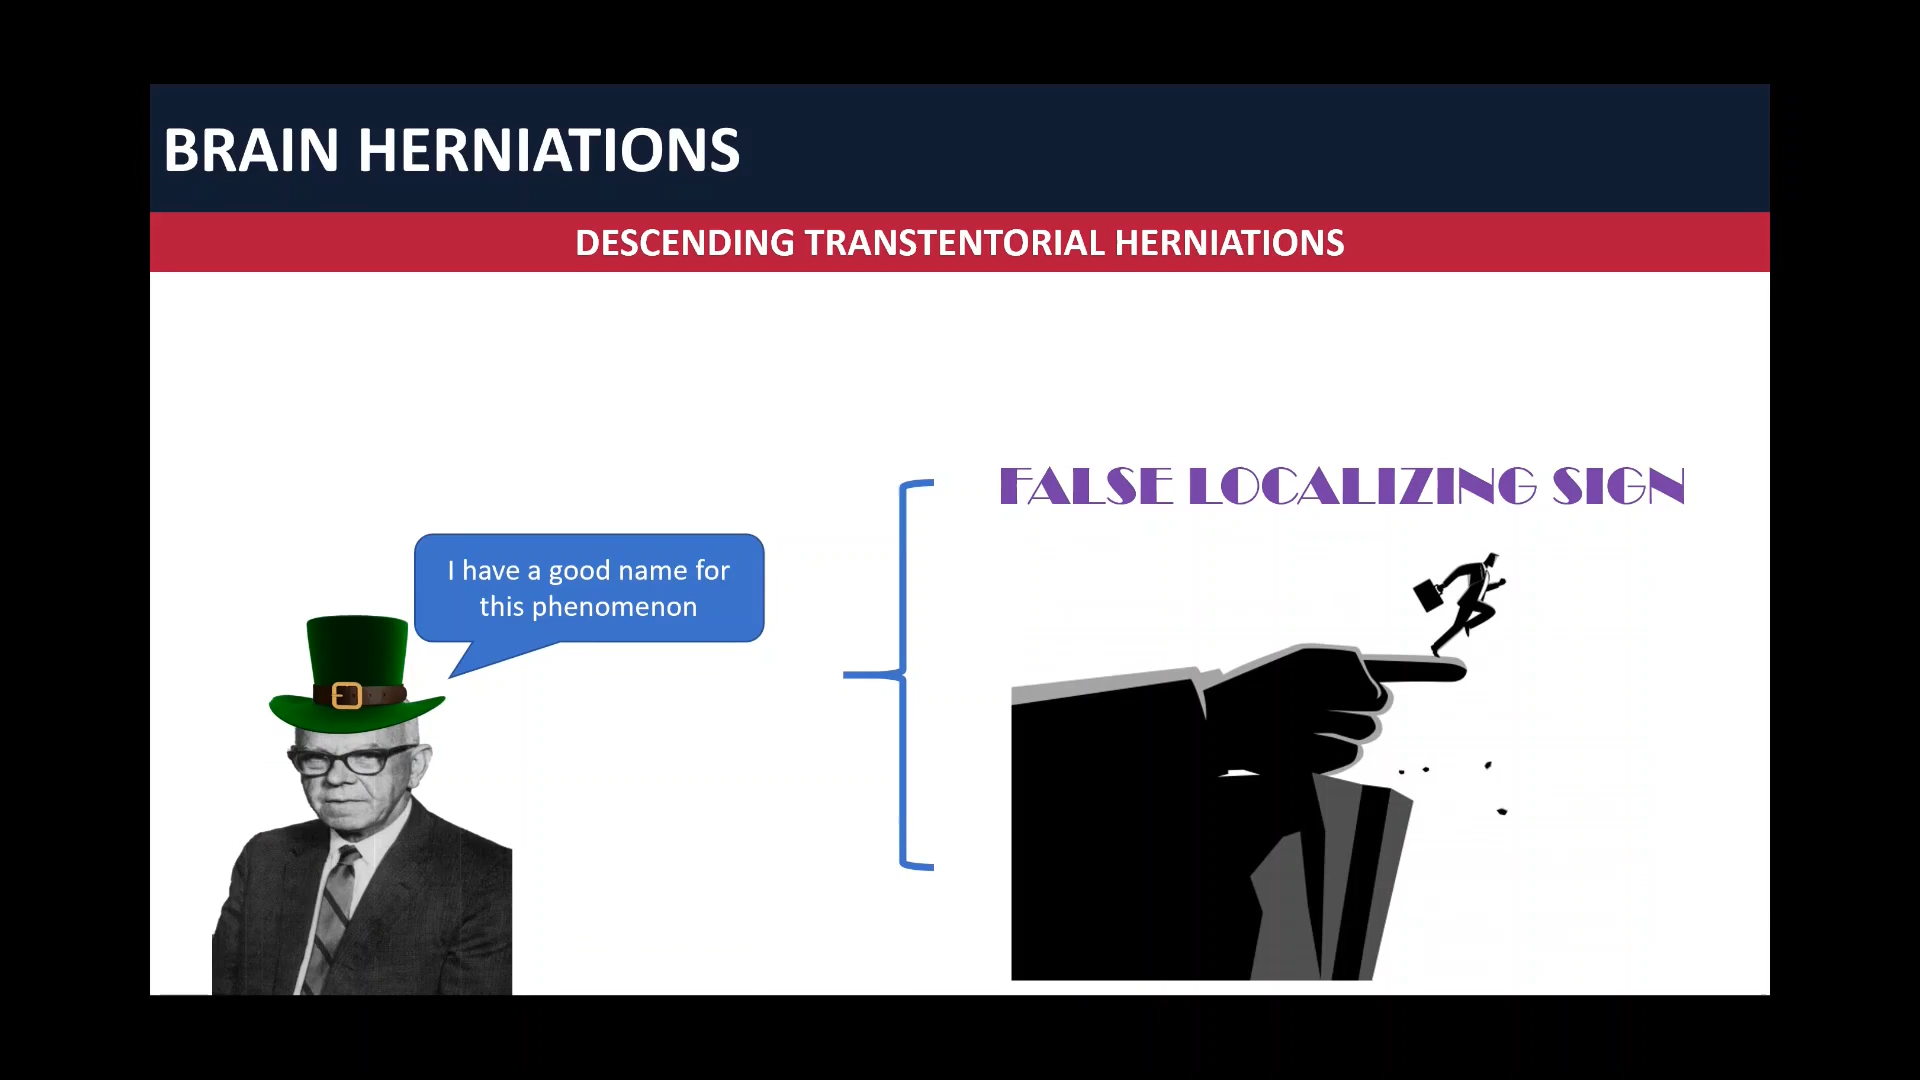 BRAIN HERNIATIONS
DESCENDING TRANSTENTORIAL HERNIATIONS
FALSE LOCALIZING SIGN
I have a good name for
this phenomenon